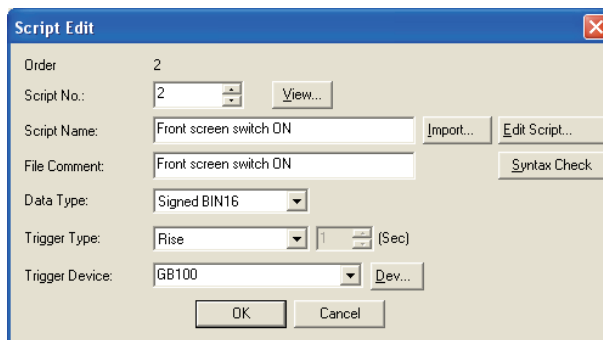 Script Edit
Order 2
Script No.: 2 View...
Script Name: Front screen switch ON Import... Edit Script...
File Comment: Front screen switch ON Syntax Check
Data Type: Signed BIN16
Trigger Type: Rise 1 (Sec)
Trigger Device: GB100 Dev...
OK Cancel